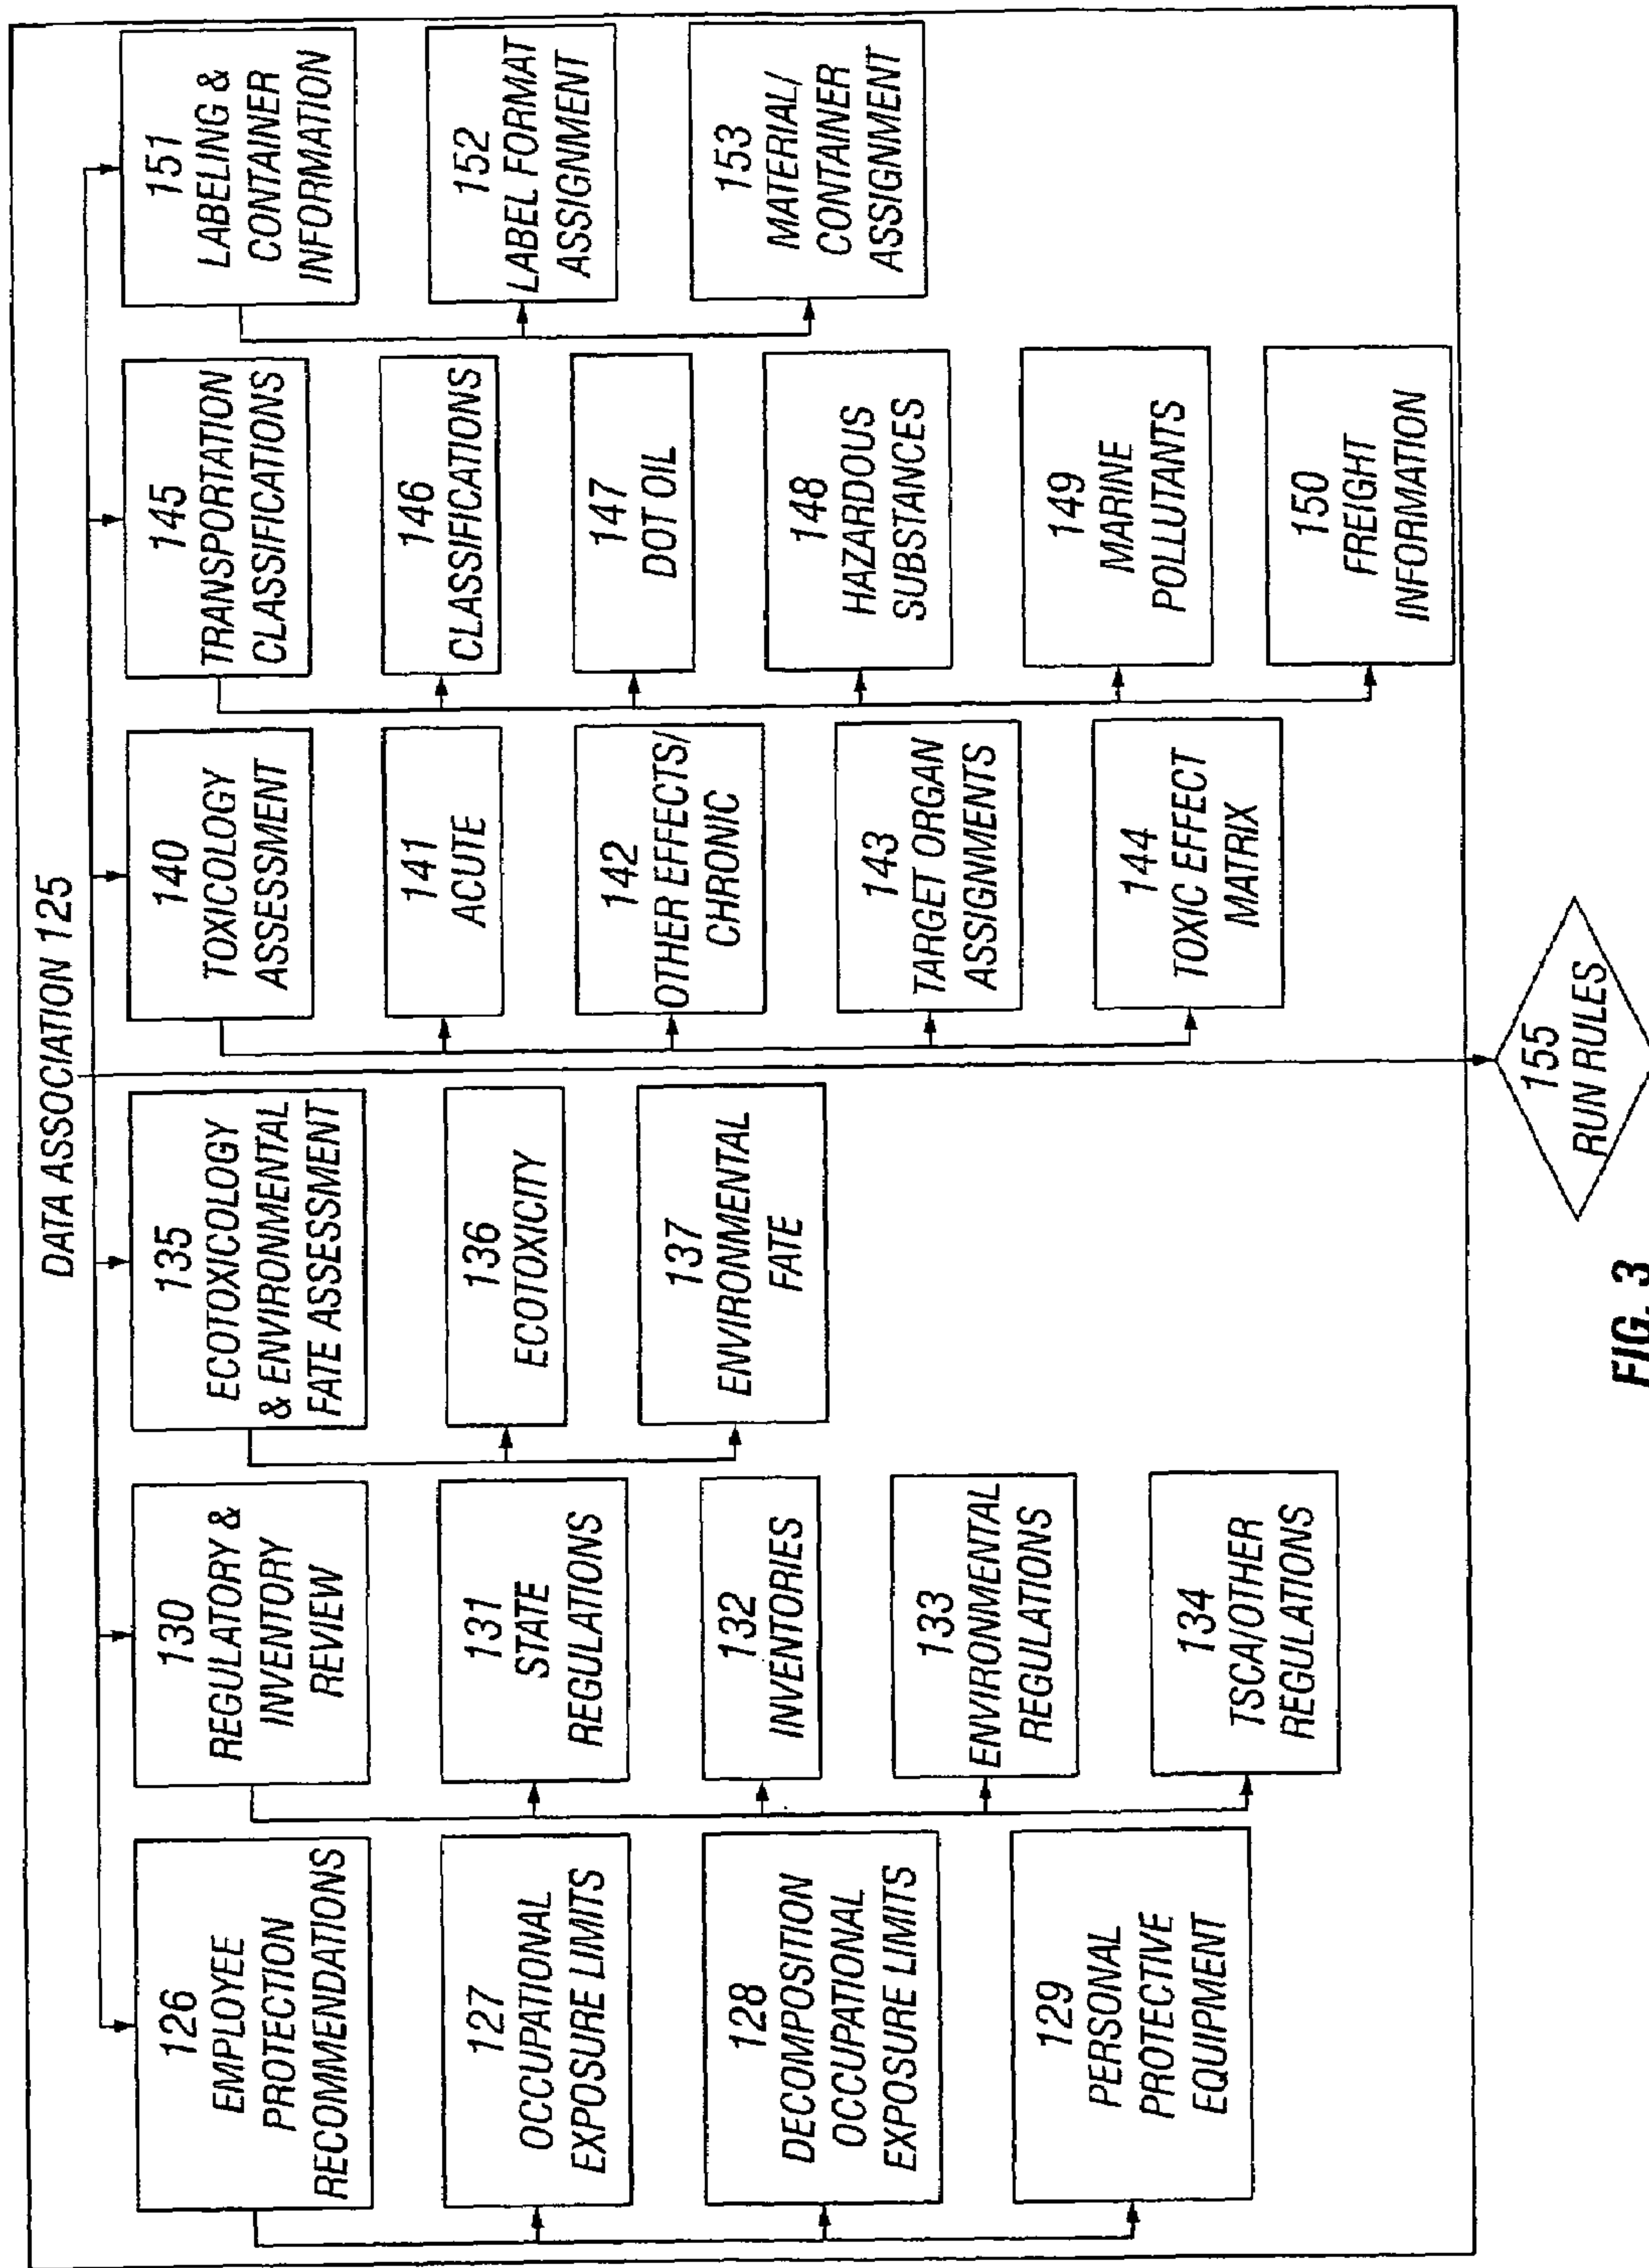 DATA ASSOCIATION 125
126
EMPLOYEE
PROTECTION
RECOMMENDATIONS
127
OCCUPATIONAL
EXPOSURE LIMITS
128
DECOMPOSITION
OCCUPATIONAL
EXPOSURE LIMITS
129
PERSONAL
PROTECTIVE
EQUIPMENT
130
REGULATORY &
INVENTORY
REVIEW
131
STATE
REGULATIONS
132
INVENTORIES
133
ENVIRONMENTAL
REGULATIONS
134
TSCA/OTHER
REGULATIONS
135
ECOTOXICOLOGY
& ENVIRONMENTAL
FATE ASSESSMENT
136
ECOTOXICITY
137
ENVIRONMENTAL
FATE
140
TOXICOLOGY
ASSESSMENT
141
ACUTE
142
OTHER EFFECTS/
CHRONIC
143
TARGET ORGAN
ASSIGNMENTS
144
TOXIC EFFECT
MATRIX
145
TRANSPORTATION
CLASSIFICATIONS
146
CLASSIFICATIONS
147
DOT OIL
148
HAZARDOUS
SUBSTANCES
149
MARINE
POLLUTANTS
150
FREIGHT
INFORMATION
151
LABELING &
CONTAINER
INFORMATION
152
LABEL FORMAT
ASSIGNMENT
153
MATERIAL/
CONTAINER
ASSIGNMENT
155
RUN RULES
FIG. 3